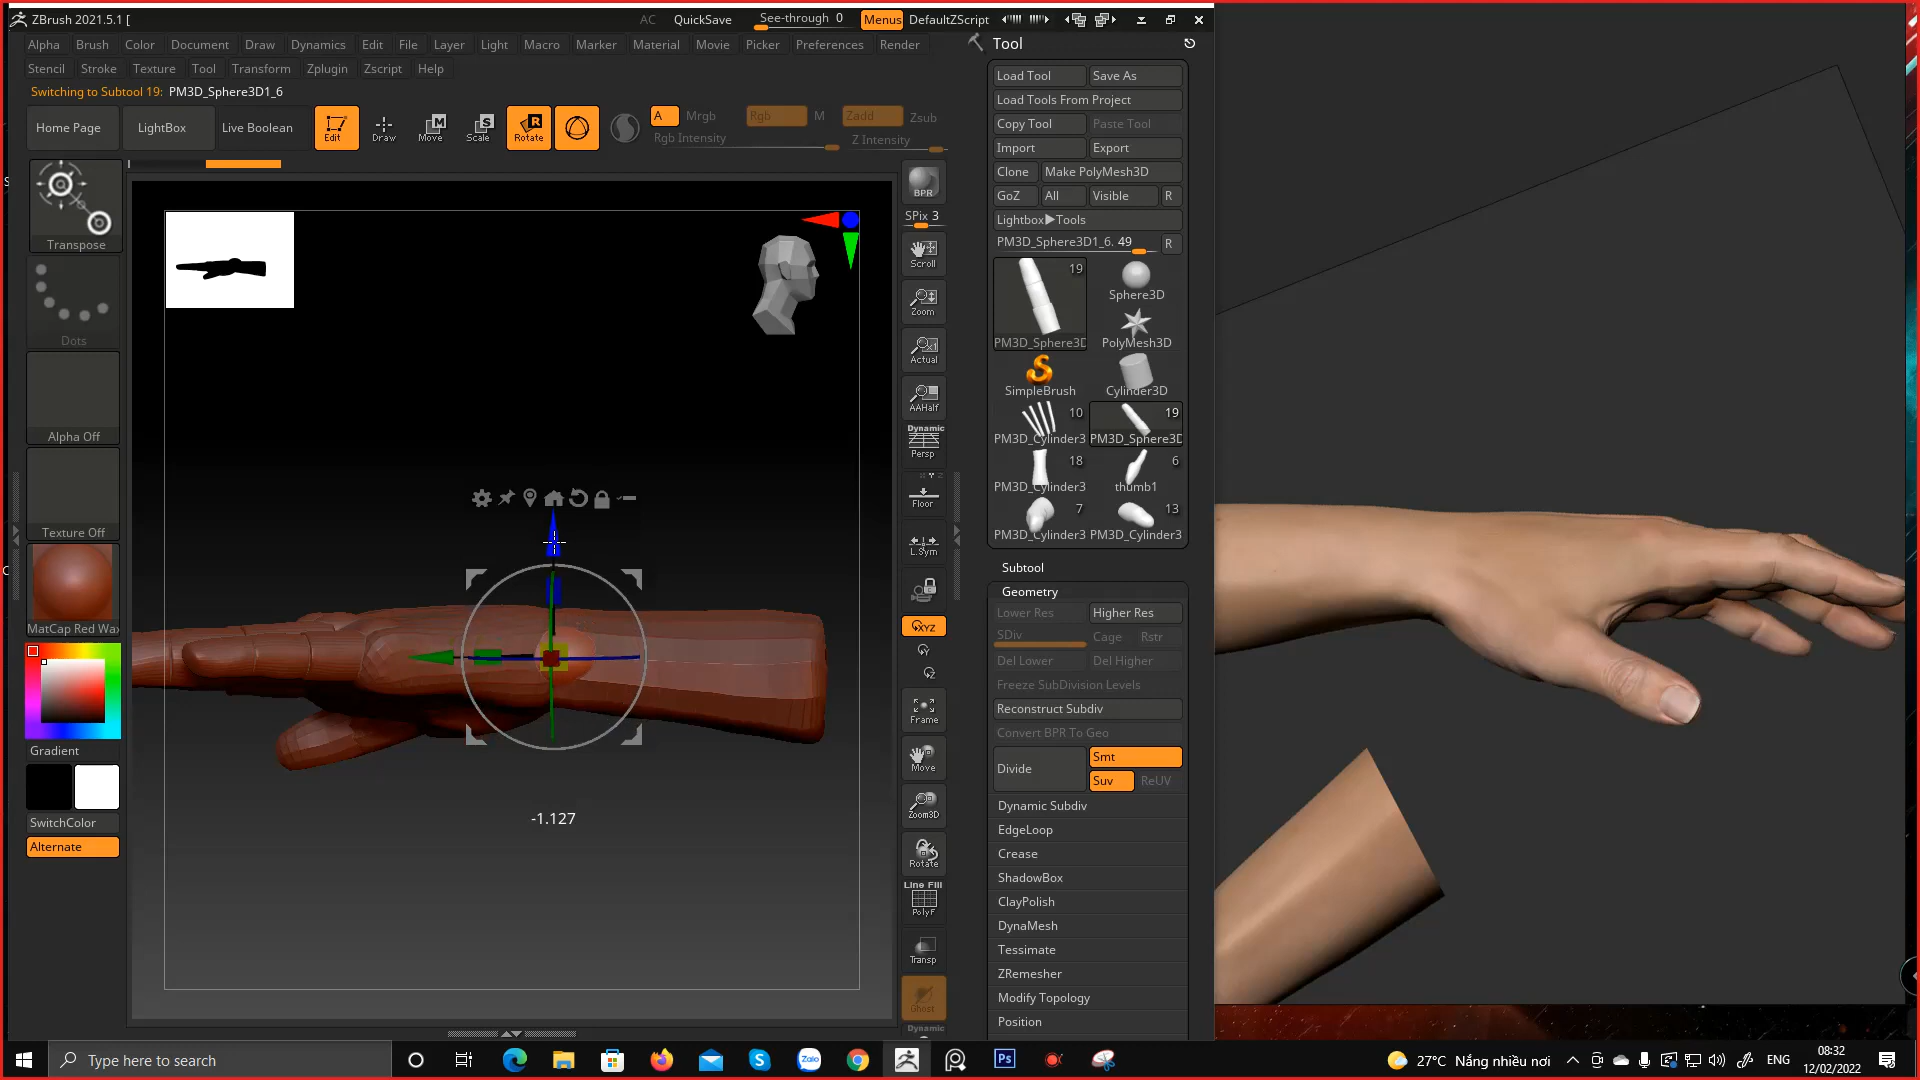 ZBrush 2021.5.1 [
AC QuickSave See-through 0 Menus DefaultZScript
Alpha Brush Color Document Draw Dynamics Edit File Layer Light Macro Marker Material Movie Picker Preferences Render
Stencil Stroke Texture Tool Transform Zplugin Zscript Help
Switching to Subtool 19: PM3D_Sphere3D1_6
Home Page LightBox Live Boolean Edit Draw Move Scale Rotate A Mrgb Rgb M Zadd Zsub
Rgb Intensity Z Intensity
Transpose
Dots
Alpha Off
Texture Off
MatCap Red Wax
Gradient
SwitchColor
Alternate
-1.127
BPR
SPix 3
Scroll
Zoom
Actual
AAHalf
Dynamic
Persp
Floor
L.Sym
XYZ
Frame
Move
Zoom3D
Rotate
Line Fill
PolyF
Transp
Ghost
Dynamic
Tool
Load Tool Save As
Load Tools From Project
Copy Tool Paste Tool
Import Export
Clone Make PolyMesh3D
GoZ All Visible R
Lightbox▶Tools
PM3D_Sphere3D1_6. 49 R
19
PM3D_Sphere3D Sphere3D
PolyMesh3D
SimpleBrush Cylinder3D
10 19
PM3D_Cylinder3 PM3D_Sphere3D
18 6
PM3D_Cylinder3 thumb1
7 13
PM3D_Cylinder3 PM3D_Cylinder3
Subtool
Geometry
Lower Res Higher Res
SDiv Cage Rstr
Del Lower Del Higher
Freeze SubDivision Levels
Reconstruct Subdiv
Convert BPR To Geo
Divide Smt
Suv ReUV
Dynamic Subdiv
EdgeLoop
Crease
ShadowBox
ClayPolish
DynaMesh
Tessimate
ZRemesher
Modify Topology
Position
Type here to search
Zalo
Ps
27°C Nắng nhiều nơi
ENG
08:32
12/02/2022